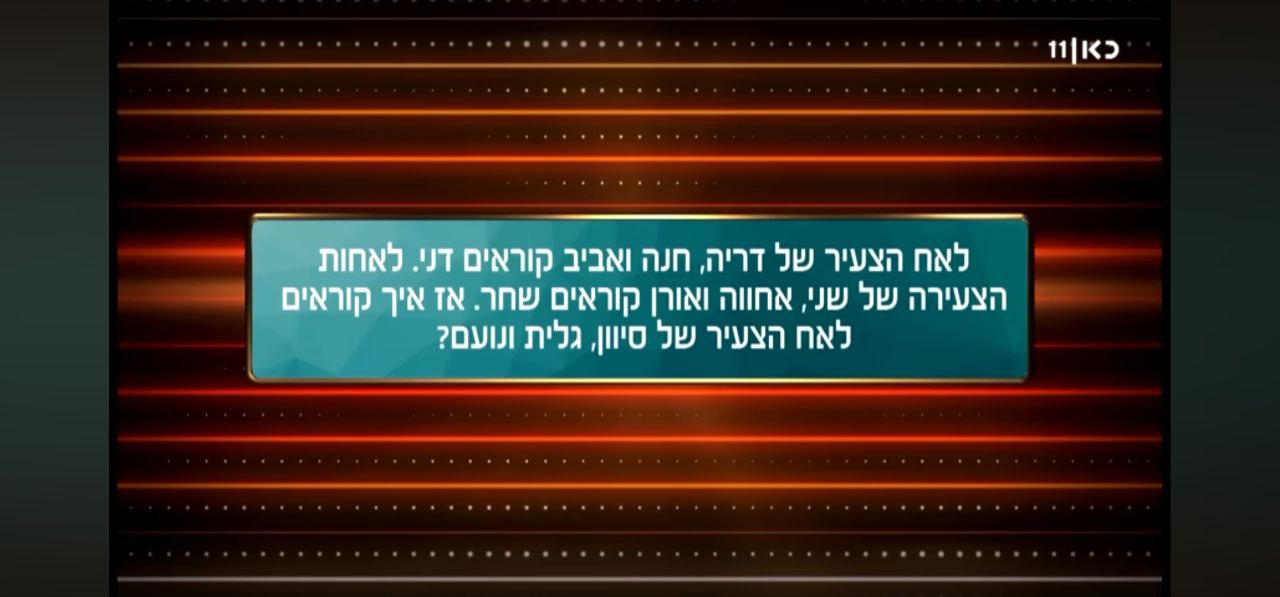 כאן|11
לאח הצעיר של דריה, חנה ואביב קוראים דני. לאחות
הצעירה של שני, אחווה ואורן קוראים שחר. אז איך קוראים
לאח הצעיר של סיוון, גלית ונועם?